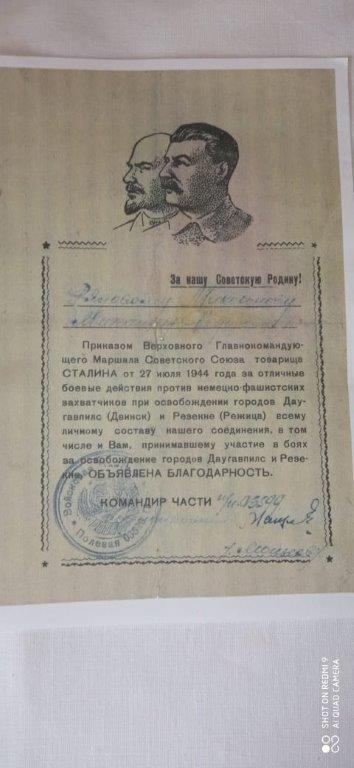 За нашу Советскую Родину!
Рядовому
Приказом Верховного Главнокомандую-
щего Маршала Советского Союза товарища
СТАЛИНА от 27 июля 1944 года за отличные
боевые действия против немецко-фашистских
захватчиков при освобождении городов Дау-
гавпилс (Двинск) и Резекне (Режица) всему
личному составу нашего соединения, в том
числе и Вам, принимавшему участие в боях
за освобождение городов Даугавпилс и Резе-
кне, ОБЪЯВЛЕНА БЛАГОДАРНОСТЬ.
КОМАНДИР ЧАСТИ
Полевая
SHOT ON REDMI 9
AI QUAD CAMERA